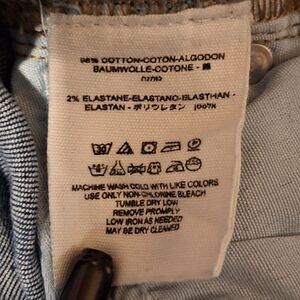 98% COTTON-COTON-ALGODON
BAUMWOLLE-COTONE - 綿
כותנה
2% ELASTANE-ELASTANO-ELASTHAN -
ELASTAN - ポリウレタン
MACHINE WASH COLD WITH LIKE COLORS
USE ONLY NON-CHLORINE BLEACH
TUMBLE DRY LOW
REMOVE PROMPTLY
LOW IRON AS NEEDED
MAY BE DRY CLEANED